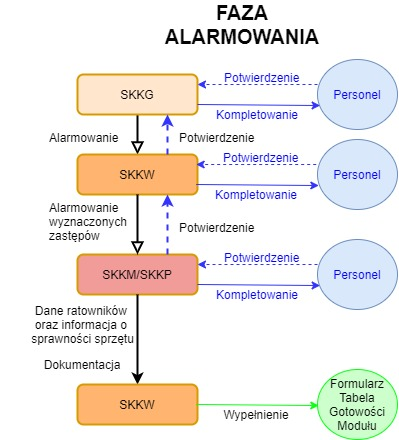 FAZA
ALARMOWANIA
SKKG
Potwierdzenie
Kompletowanie
Personel
Alarmowanie
Potwierdzenie
SKKW
Potwierdzenie
Kompletowanie
Personel
Alarmowanie
wyznaczonych
zastępów
Potwierdzenie
SKKM/SKKP
Potwierdzenie
Kompletowanie
Personel
Dane ratowników
oraz informacja o
sprawności sprzętu
Dokumentacja
SKKW
Wypełnienie
Formularz
Tabela
Gotowości
Modułu